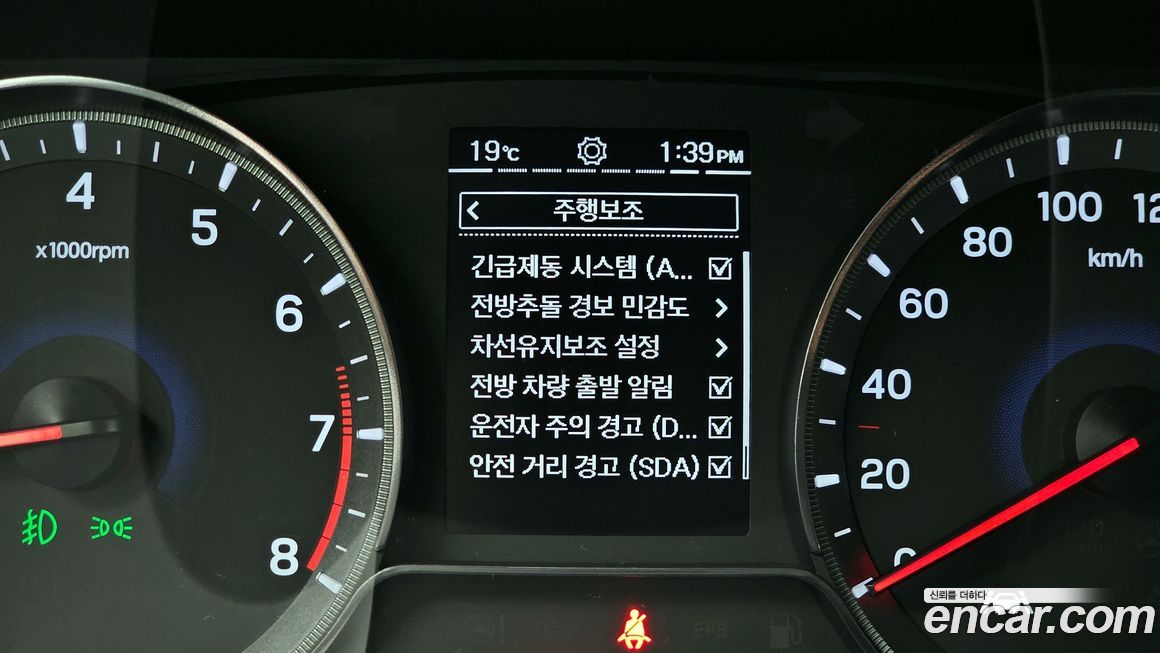 19℃ 1:39PM
주행보조
긴급제동 시스템 (A...
전방추돌 경보 민감도
차선유지보조 설정
전방 차량 출발 알림
운전자 주의 경고 (D...
안전 거리 경고 (SDA)
4
5
6
7
8
x1000rpm
0
20
40
60
80
100
12
km/h
EPB
신뢰를 더하다
encar.com